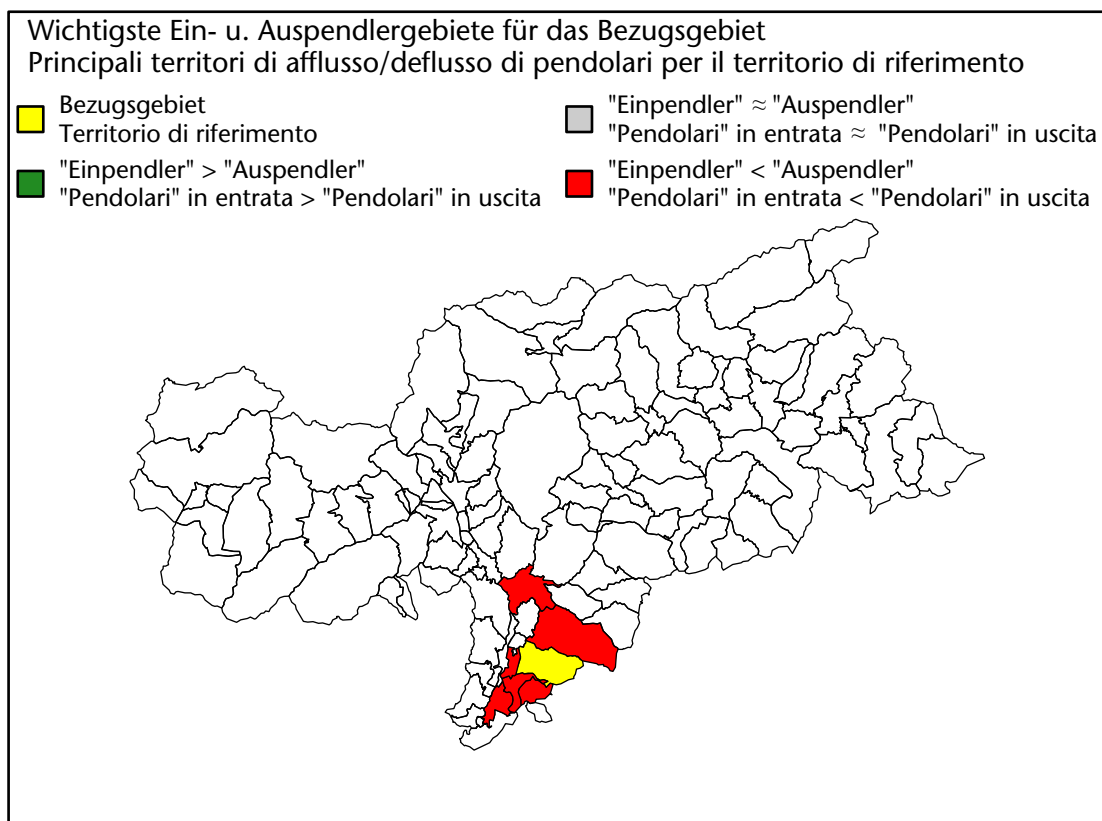 Wichtigste Ein- u. Auspendlergebiete für das Bezugsgebiet
Principali territori di afflusso/deflusso di pendolari per il territorio di riferimento
Bezugsgebiet
Territorio di riferimento
"Einpendler" > "Auspendler"
"Pendolari" in entrata > "Pendolari" in uscita
"Einpendler" ≈ "Auspendler"
"Pendolari" in entrata ≈ "Pendolari" in uscita
"Einpendler" < "Auspendler"
"Pendolari" in entrata < "Pendolari" in uscita